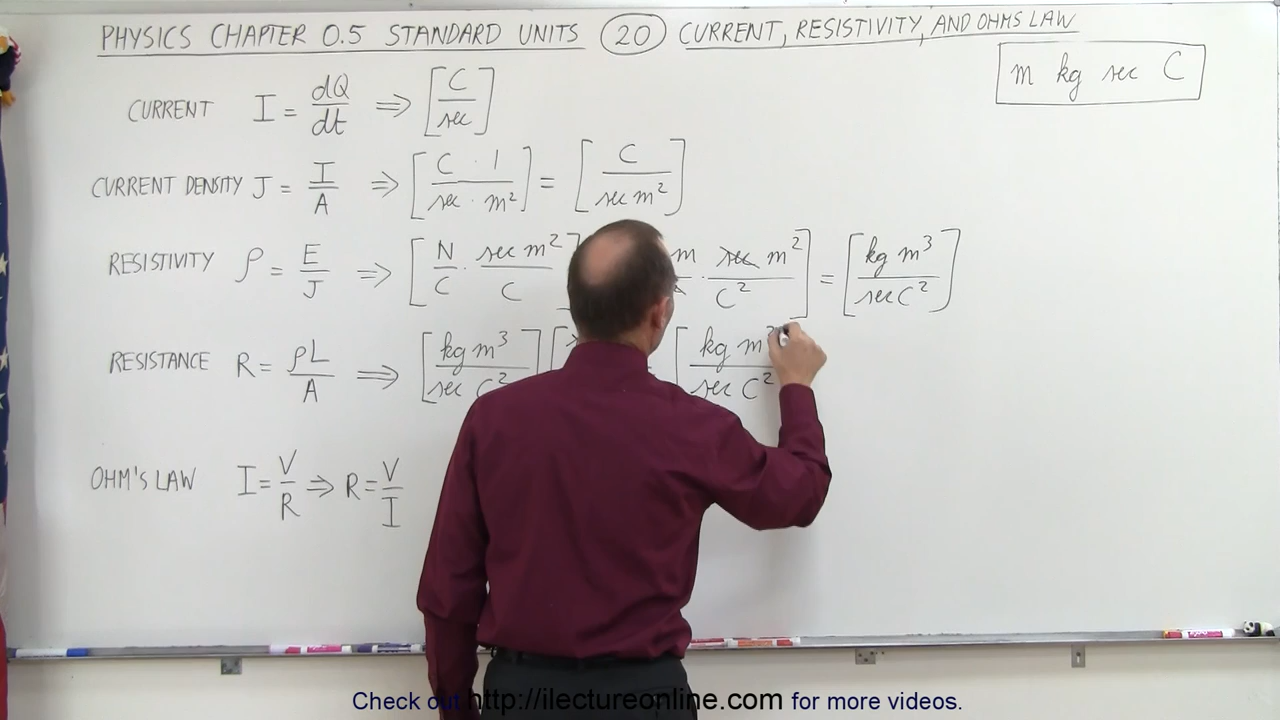 PHYSICS CHAPTER 0.5 STANDARD UNITS 20 CURRENT, RESISTIVITY, AND OHMS LAW
m kg sec C
CURRENT I = dQ/dt ⇒ [C/sec]
CURRENT DENSITY J = I/A ⇒ [C · 1/sec · m²] = [C/sec m²]
RESISTIVITY ρ = E/J ⇒ [N/C · sec m²/C] m · sec m²/C²] = [kg m³/sec C²]
RESISTANCE R = ρL/A ⇒ [kg m³/sec C²] [ = [kg m/sec C²
OHM'S LAW I = V/R ⇒ R = V/I
Check out http://ilectureonline.com for more videos.